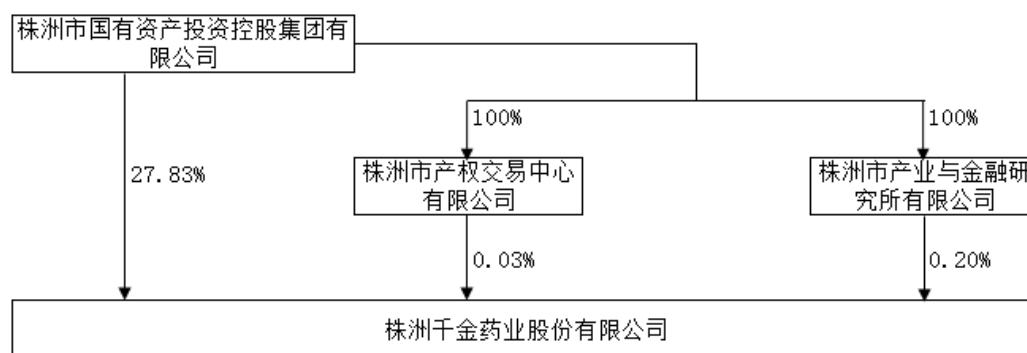 株洲市国有资产投资控股集团有
限公司
100%
100%
27.83%
株洲市产权交易中心
有限公司
株洲市产业与金融研
究所有限公司
0.03%
0.20%
株洲千金药业股份有限公司